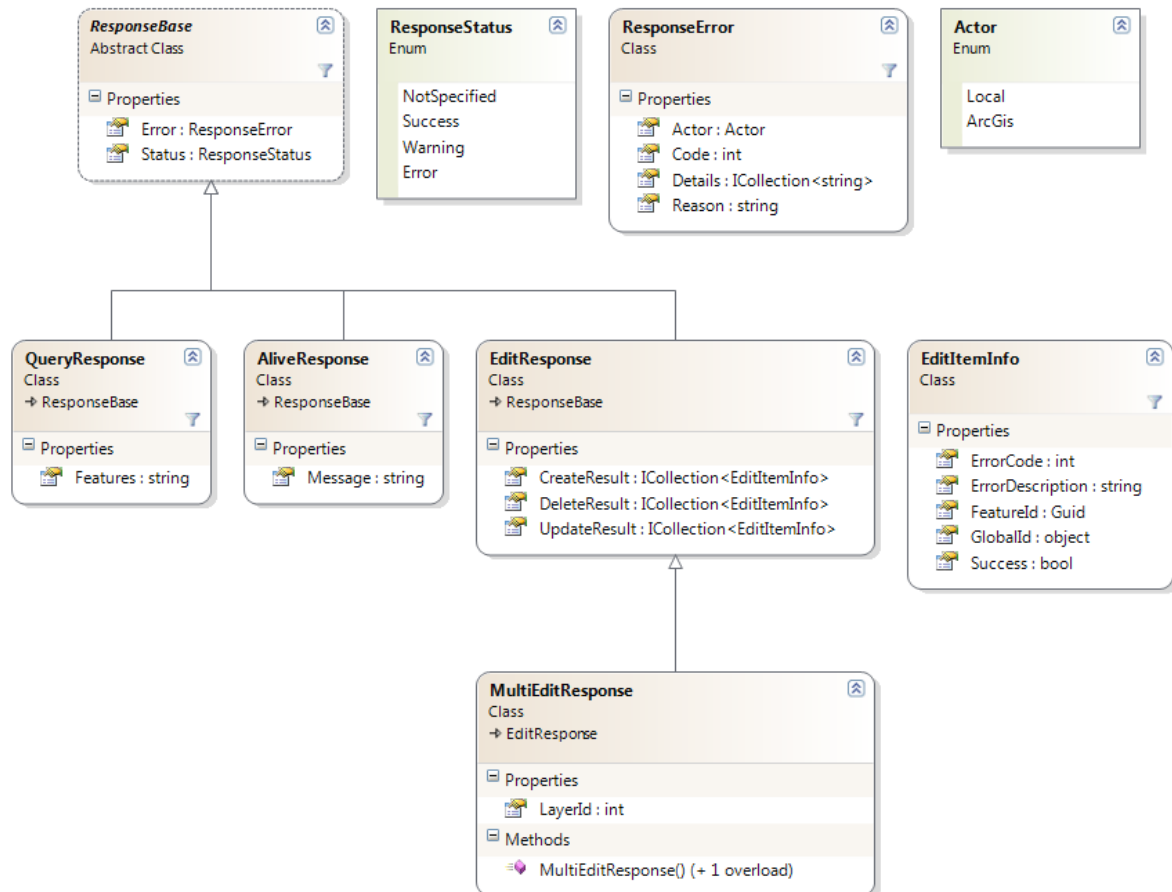 ResponseBase
Abstract Class
Properties
Error : ResponseError
Status : ResponseStatus
ResponseStatus
Enum
NotSpecified
Success
Warning
Error
ResponseError
Class
Properties
Actor : Actor
Code : int
Details : ICollection<string>
Reason : string
Actor
Enum
Local
ArcGis
QueryResponse
Class
ResponseBase
Properties
Features : string
AliveResponse
Class
ResponseBase
Properties
Message : string
EditResponse
Class
ResponseBase
Properties
CreateResult : ICollection<EditItemInfo>
DeleteResult : ICollection<EditItemInfo>
UpdateResult : ICollection<EditItemInfo>
EditItemInfo
Class
Properties
ErrorCode : int
ErrorDescription : string
FeatureId : Guid
GlobalId : object
Success : bool
MultiEditResponse
Class
EditResponse
Properties
LayerId : int
Methods
MultiEditResponse() (+ 1 overload)